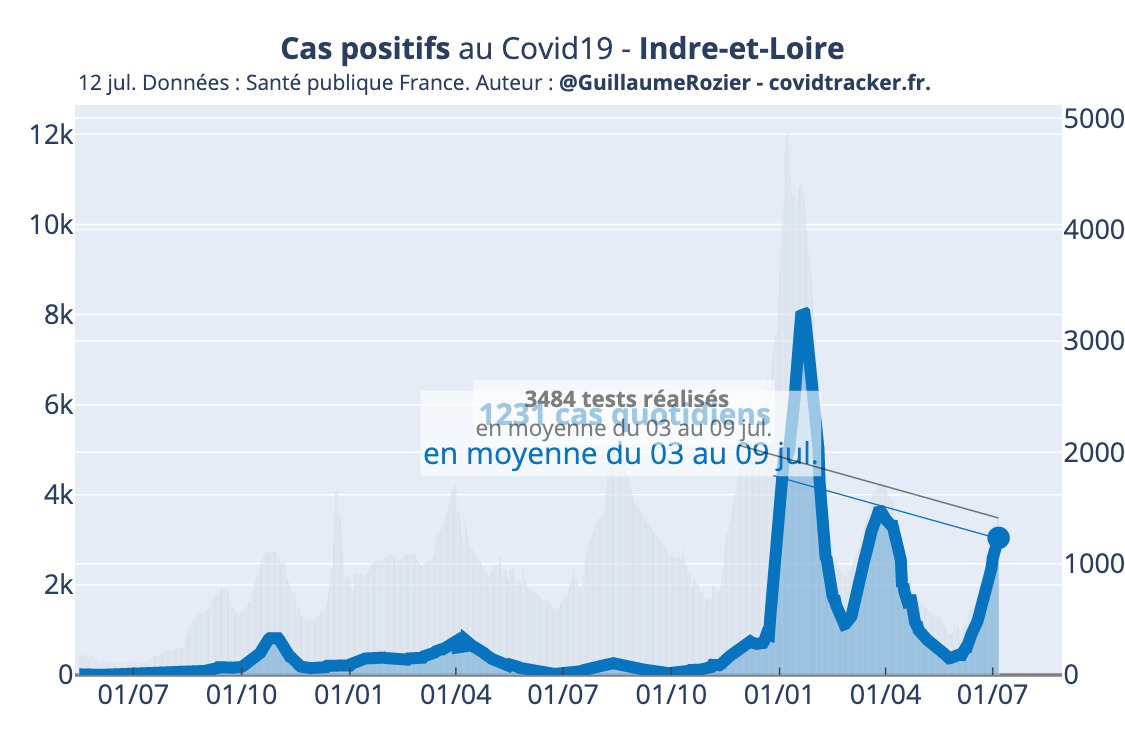 Cas positifs au Covid19 - Indre-et-Loire
12 jul. Données : Santé publique France. Auteur : @GuillaumeRozier - covidtracker.fr.
12k
10k
8k
6k
4k
2k
0
5000
4000
3000
2000
1000
0
3484 tests réalisés
1231 cas quotidiens
en moyenne du 03 au 09 jul.
en moyenne du 03 au 09 jul.
01/07 01/10 01/01 01/04 01/07 01/10 01/01 01/04 01/07